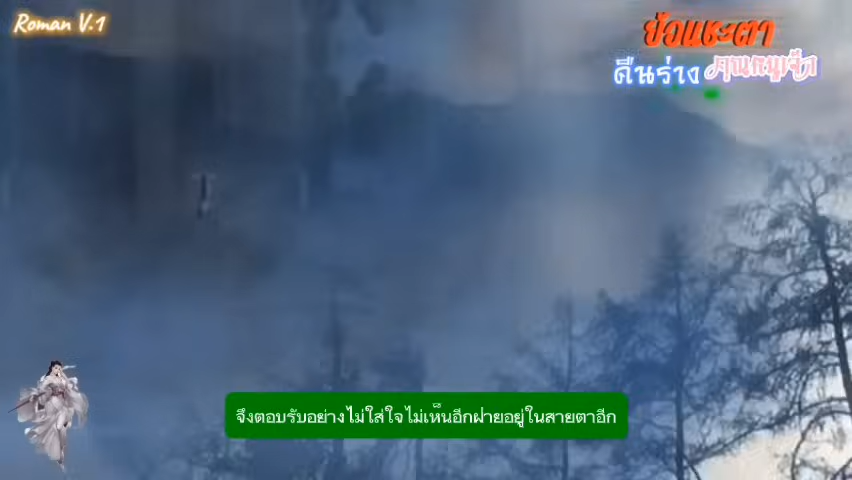 Roman V.1
ย้อนชะตา
คืนร่าง
จึงตอบรับอย่างไม่ใส่ใจ ไม่เห็นอีกฝ่ายอยู่ในสายตาอีก